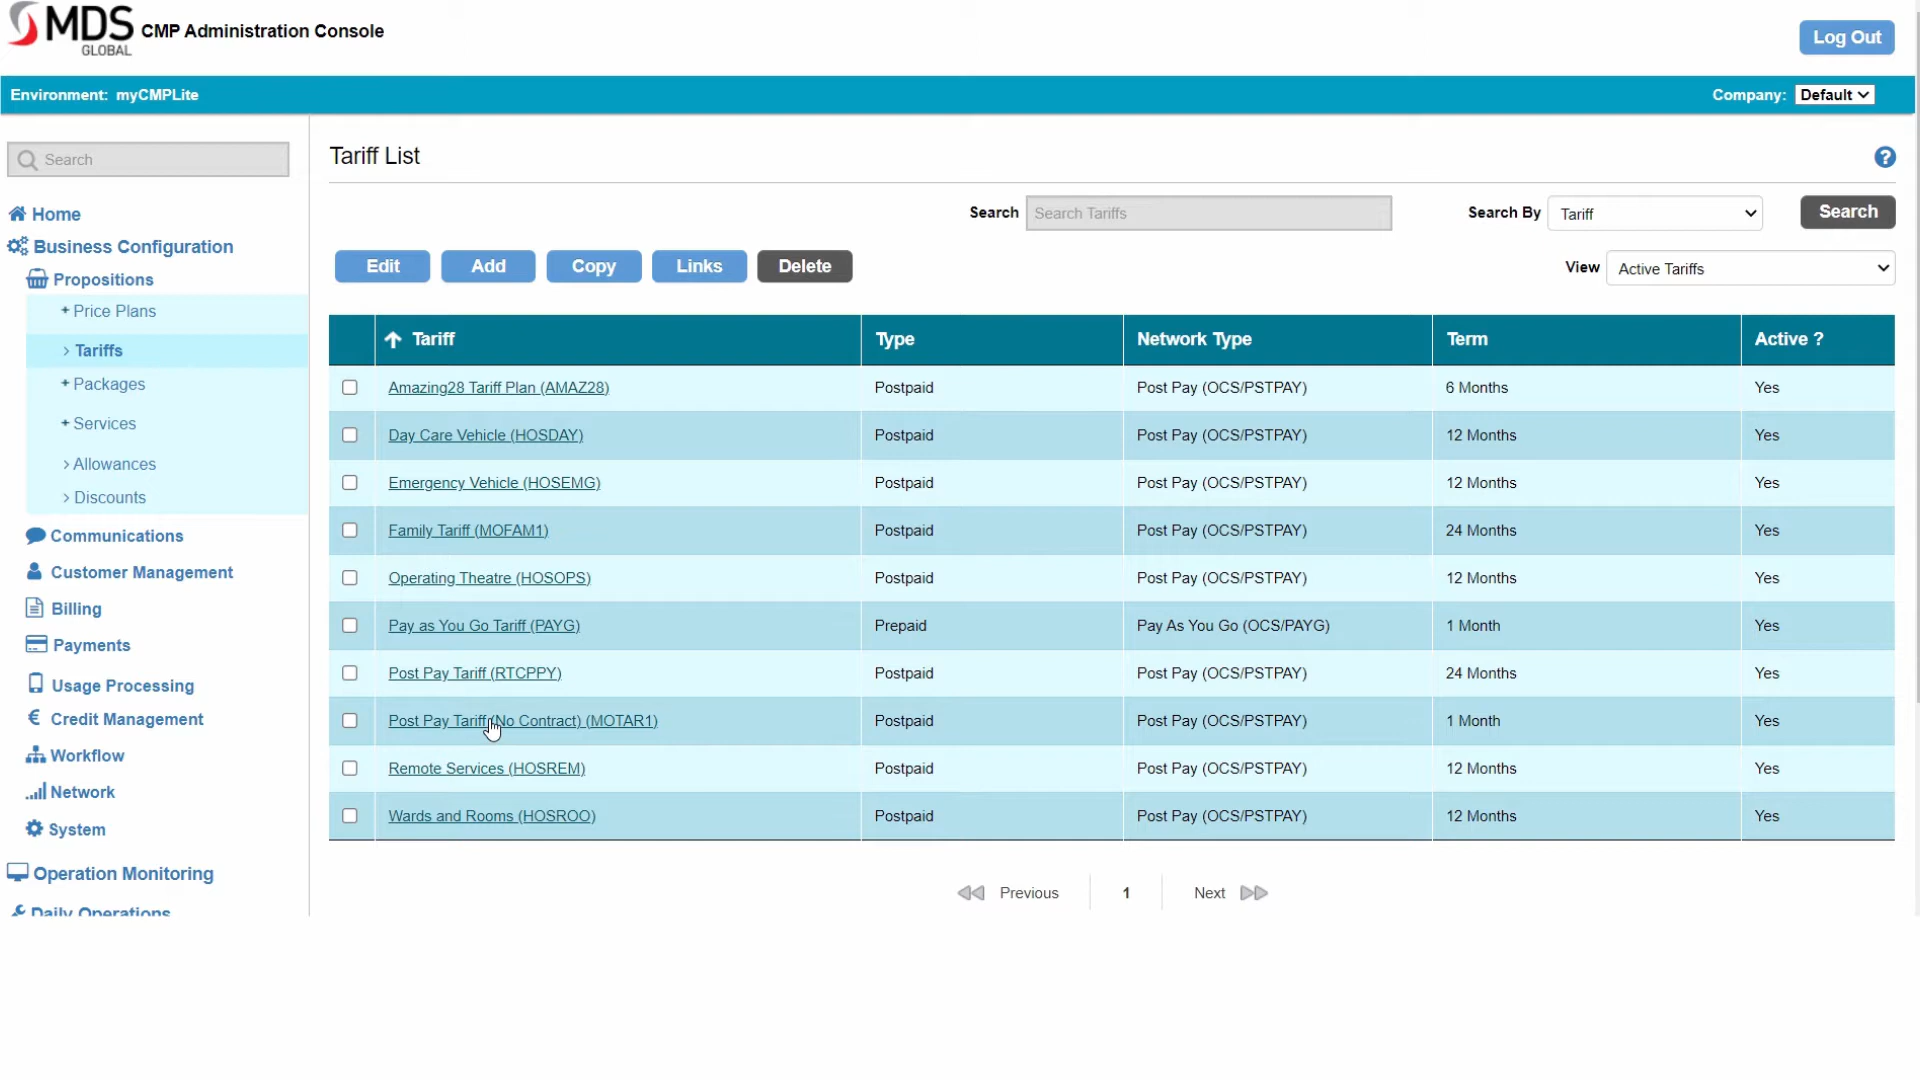 MDS
GLOBAL
CMP Administration Console
Log Out
Environment: myCMPLite
Company: Default
Search
Home
Business Configuration
Propositions
+ Price Plans
> Tariffs
+ Packages
+ Services
> Allowances
> Discounts
Communications
Customer Management
Billing
Payments
Usage Processing
€ Credit Management
Workflow
Network
System
Operation Monitoring
Daily Operations
Tariff List
?
Search Search Tariffs Search By Tariff Search
Edit Add Copy Links Delete View Active Tariffs
Tariff Type Network Type Term Active ?
Amazing28 Tariff Plan (AMAZ28) Postpaid Post Pay (OCS/PSTPAY) 6 Months Yes
Day Care Vehicle (HOSDAY) Postpaid Post Pay (OCS/PSTPAY) 12 Months Yes
Emergency Vehicle (HOSEMG) Postpaid Post Pay (OCS/PSTPAY) 12 Months Yes
Family Tariff (MOFAM1) Postpaid Post Pay (OCS/PSTPAY) 24 Months Yes
Operating Theatre (HOSOPS) Postpaid Post Pay (OCS/PSTPAY) 12 Months Yes
Pay as You Go Tariff (PAYG) Prepaid Pay As You Go (OCS/PAYG) 1 Month Yes
Post Pay Tariff (RTCPPY) Postpaid Post Pay (OCS/PSTPAY) 24 Months Yes
Post Pay Tariff (No Contract) (MOTAR1) Postpaid Post Pay (OCS/PSTPAY) 1 Month Yes
Remote Services (HOSREM) Postpaid Post Pay (OCS/PSTPAY) 12 Months Yes
Wards and Rooms (HOSROO) Postpaid Post Pay (OCS/PSTPAY) 12 Months Yes
Previous 1 Next